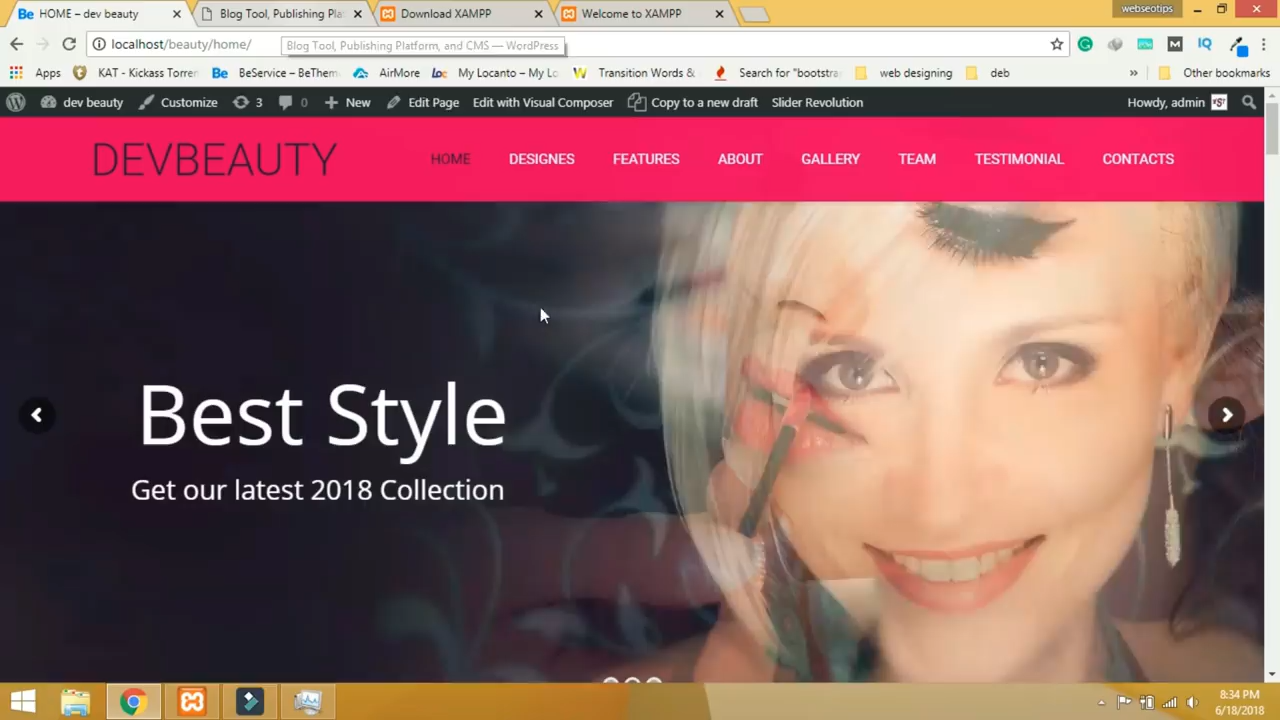 HOME – dev beauty
Blog Tool, Publishing Pla
Download XAMPP
Welcome to XAMPP
webseotips
localhost/beauty/home/
Blog Tool, Publishing Platform, and CMS — WordPress
Apps
KAT - Kickass Torren
BeService – BeThem
AirMore
My Locanto – My Lo
Transition Words &
Search for "bootstra
web designing
deb
»
Other bookmarks
dev beauty
Customize
3
0
New
Edit Page
Edit with Visual Composer
Copy to a new draft
Slider Revolution
Howdy, admin
DEVBEAUTY
HOME
DESIGNES
FEATURES
ABOUT
GALLERY
TEAM
TESTIMONIAL
CONTACTS
Best Style
Get our latest 2018 Collection
8:34 PM
6/18/2018